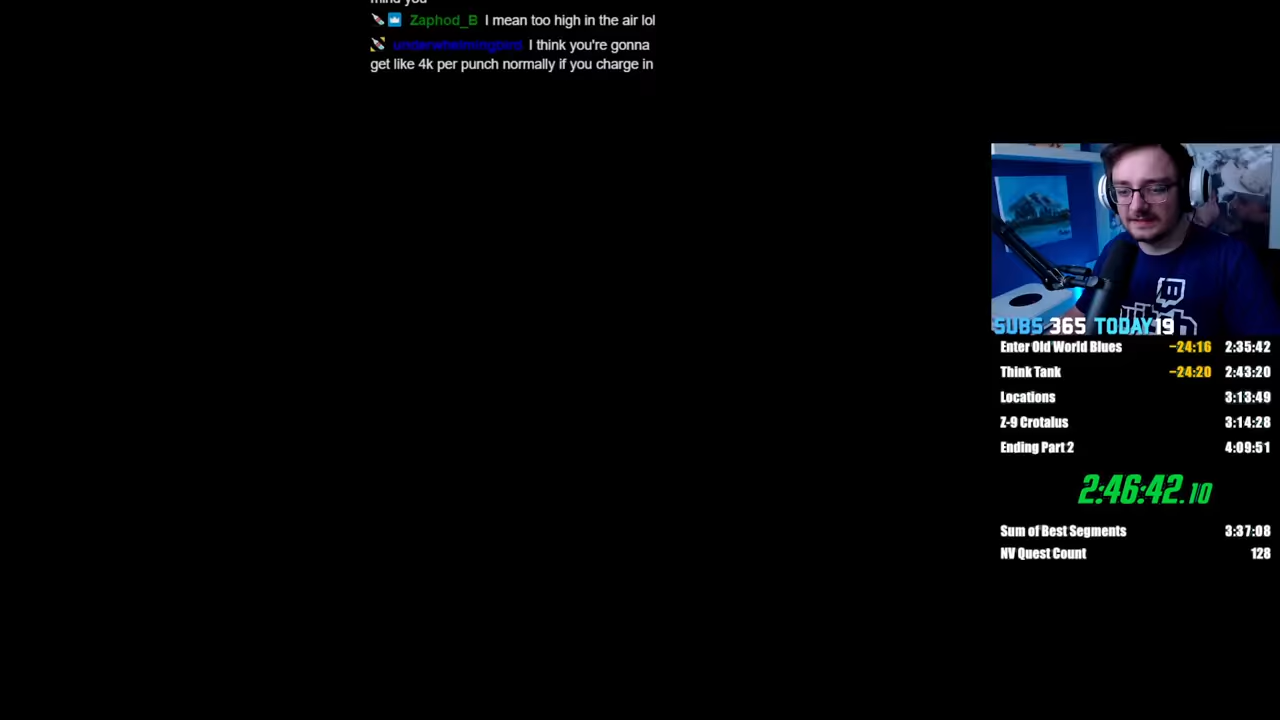 mind you
Zaphod_B I mean too high in the air lol
underwhelmingbird I think you're gonna
get like 4k per punch normally if you charge in
SUBS 365 TODAY 19
Enter Old World Blues -24:16 2:35:42
Think Tank -24:20 2:43:20
Locations 3:13:49
Z-9 Crotalus 3:14:28
Ending Part 2 4:09:51
2:46:42.10
Sum of Best Segments 3:37:08
NV Quest Count 128